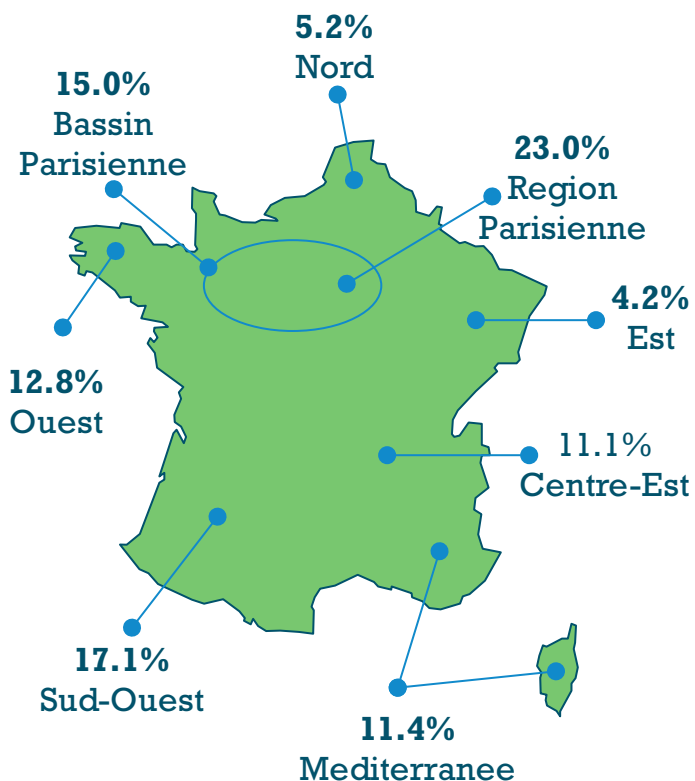 5.2%
Nord
15.0%
Bassin
Parisienne
23.0%
Region
Parisienne
4.2%
Est
12.8%
Ouest
11.1%
Centre-Est
17.1%
Sud-Ouest
11.4%
Mediterranee